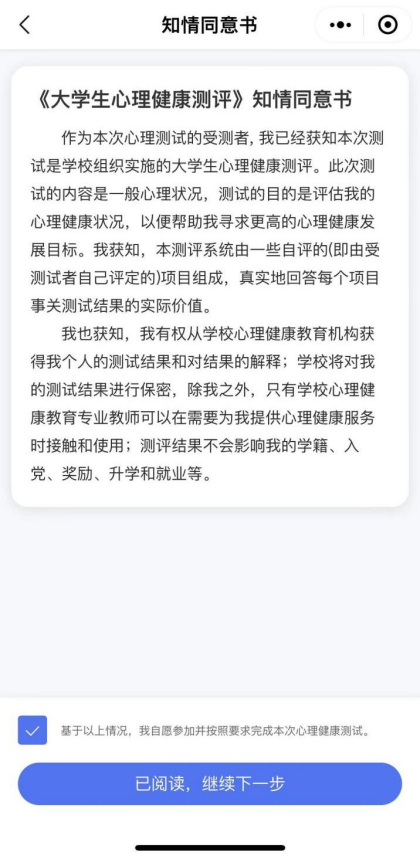 知情同意书
《大学生心理健康测评》知情同意书
作为本次心理测试的受测者, 我已经获知本次测
试是学校组织实施的大学生心理健康测评。此次测
试的内容是一般心理状况，测试的目的是评估我的
心理健康状况，以便帮助我寻求更高的心理健康发
展目标。我获知，本测评系统由一些自评的(即由受
测试者自己评定的)项目组成，真实地回答每个项目
事关测试结果的实际价值。
我也获知，我有权从学校心理健康教育机构获
得我个人的测试结果和对结果的解释；学校将对我
的测试结果进行保密，除我之外，只有学校心理健
康教育专业教师可以在需要为我提供心理健康服务
时接触和使用；测评结果不会影响我的学籍、入
党、奖励、升学和就业等。
基于以上情况，我自愿参加并按照要求完成本次心理健康测试。
已阅读，继续下一步